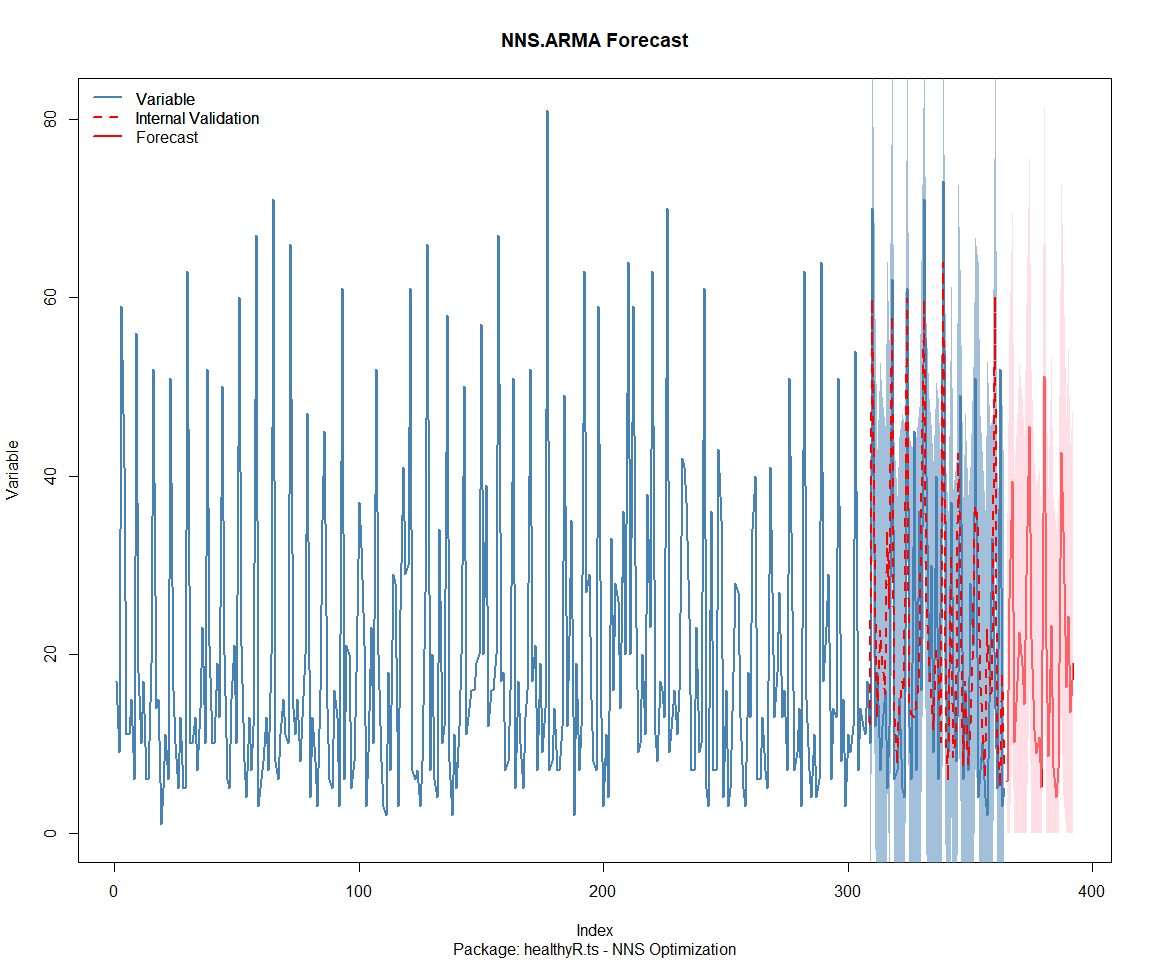 NNS.ARMA Forecast
Variable
Internal Validation
Forecast
80
60
40
20
0
Variable
0 100 200 300 400
Index
Package: healthyR.ts - NNS Optimization